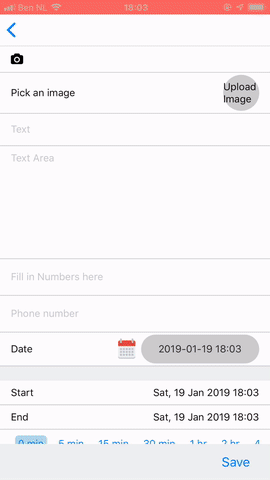 Ben NL 18:03
Pick an image
Upload
Image
Text
Text Area
Fill in Numbers here
Phone number
Date 2019-01-19 18:03
Start Sat, 19 Jan 2019 18:03
End Sat, 19 Jan 2019 18:03
0 min 5 min 15 min 30 min 1 hr 2 hr 4
Save